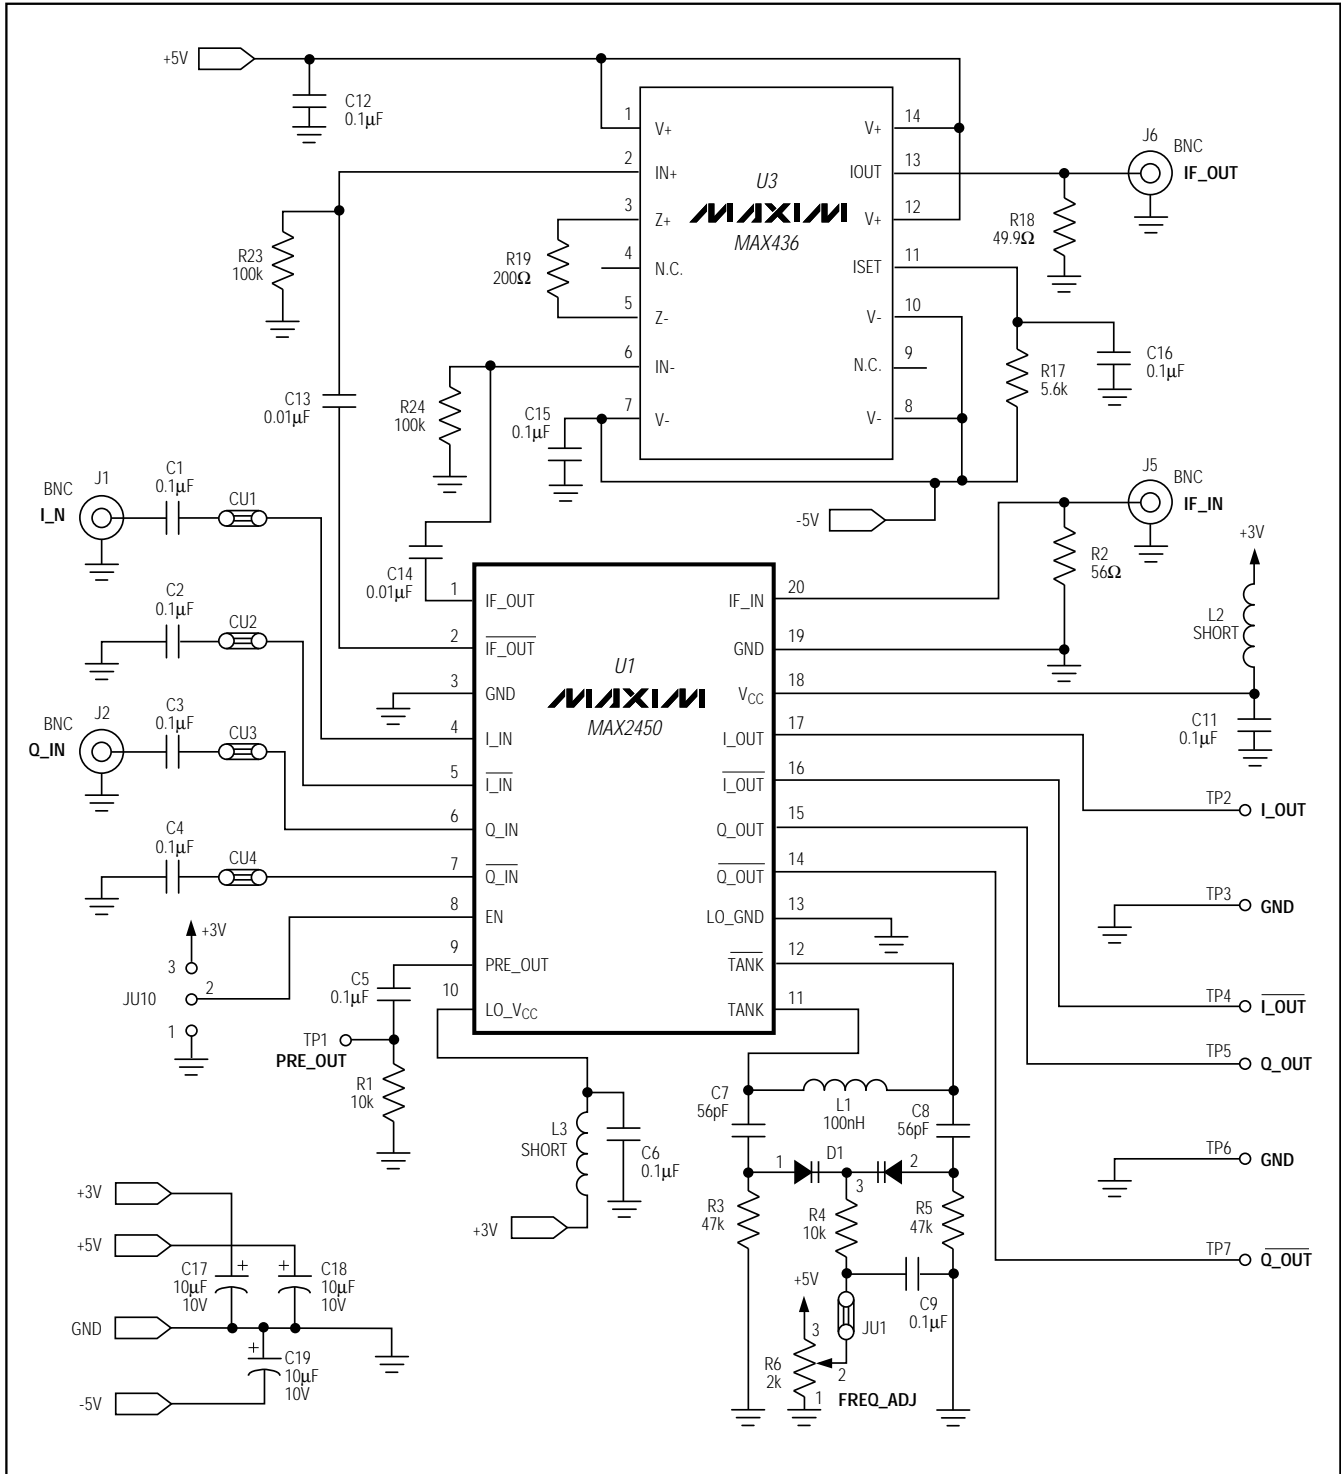 +5V
C12
0.1μF
U3
MAXIM
MAX436
1
V+
2
IN+
3
Z+
4
N.C.
5
Z-
6
IN-
7
V-
14
V+
13
IOUT
12
V+
11
ISET
10
V-
9
N.C.
8
V-
J6
BNC
IF_OUT
R18
49.9Ω
R23
100k
R19
200Ω
C16
0.1μF
R17
5.6k
C13
0.01μF
R24
100k
C15
0.1μF
-5V
J5
BNC
IF_IN
R2
56Ω
+3V
L2
SHORT
C11
0.1μF
J1
BNC
I_N
C1
0.1μF
CU1
C2
0.1μF
CU2
J2
BNC
Q_IN
C3
0.1μF
CU3
C4
0.1μF
CU4
C14
0.01μF
U1
MAXIM
MAX2450
1
IF_OUT
2
IF_OUT
3
GND
4
I_IN
5
I_IN
6
Q_IN
7
Q_IN
8
EN
9
PRE_OUT
10
LO_VCC
20
IF_IN
19
GND
18
VCC
17
I_OUT
16
I_OUT
15
Q_OUT
14
Q_OUT
13
LO_GND
12
TANK
11
TANK
TP2
I_OUT
TP3
GND
TP4
I_OUT
TP5
Q_OUT
TP6
GND
TP7
Q_OUT
+3V
3
JU10
2
1
C5
0.1μF
TP1
PRE_OUT
R1
10k
L3
SHORT
C6
0.1μF
+3V
C7
56pF
L1
100nH
C8
56pF
1
D1
2
3
R3
47k
R4
10k
R5
47k
+5V
C9
0.1μF
JU1
3
R6
2k
2
1
FREQ_ADJ
+3V
+5V
C17
10μF
10V
+
+
C18
10μF
10V
GND
+
C19
10μF
10V
-5V